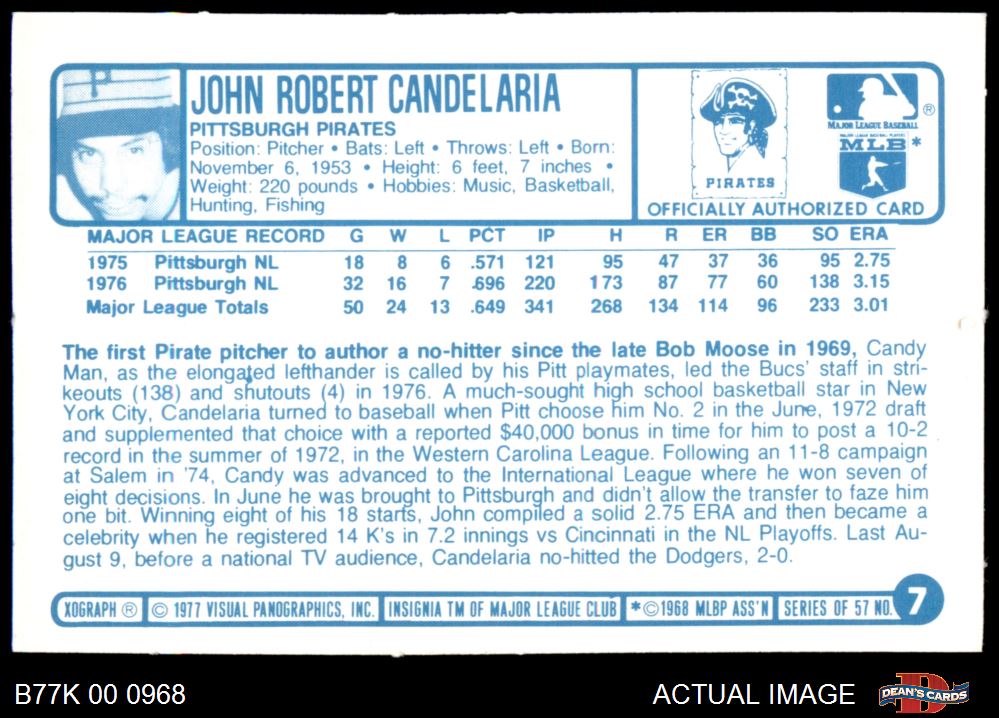 JOHN ROBERT CANDELARIA
PITTSBURGH PIRATES
Position: Pitcher • Bats: Left • Throws: Left • Born:
November 6, 1953 • Height: 6 feet, 7 inches •
Weight: 220 pounds • Hobbies: Music, Basketball,
Hunting, Fishing
PIRATES
®
MAJOR LEAGUE BASEBALL
MAJOR LEAGUE BASEBALL PLAYERS
MLB *
OFFICIALLY AUTHORIZED CARD
MAJOR LEAGUE RECORD G W L PCT IP H R ER BB SO ERA
1975 Pittsburgh NL 18 8 6 .571 121 95 47 37 36 95 2.75
1976 Pittsburgh NL 32 16 7 .696 220 173 87 77 60 138 3.15
Major League Totals 50 24 13 .649 341 268 134 114 96 233 3.01
The first Pirate pitcher to author a no-hitter since the late Bob Moose in 1969, Candy
Man, as the elongated lefthander is called by his Pitt playmates, led the Bucs' staff in stri-
keouts (138) and shutouts (4) in 1976. A much-sought high school basketball star in New
York City, Candelaria turned to baseball when Pitt choose him No. 2 in the June, 1972 draft
and supplemented that choice with a reported $40,000 bonus in time for him to post a 10-2
record in the summer of 1972, in the Western Carolina League. Following an 11-8 campaign
at Salem in '74, Candy was advanced to the International League where he won seven of
eight decisions. In June he was brought to Pittsburgh and didn't allow the transfer to faze him
one bit. Winning eight of his 18 starts, John compiled a solid 2.75 ERA and then became a
celebrity when he registered 14 K's in 7.2 innings vs Cincinnati in the NL Playoffs. Last Au-
gust 9, before a national TV audience, Candelaria no-hitted the Dodgers, 2-0.
XOGRAPH ® © 1977 VISUAL PANOGRAPHICS, INC. INSIGNIA TM OF MAJOR LEAGUE CLUB *©1968 MLBP ASS'N SERIES OF 57 NO. 7
B77K 00 0968 ACTUAL IMAGE DEAN'S CARDS